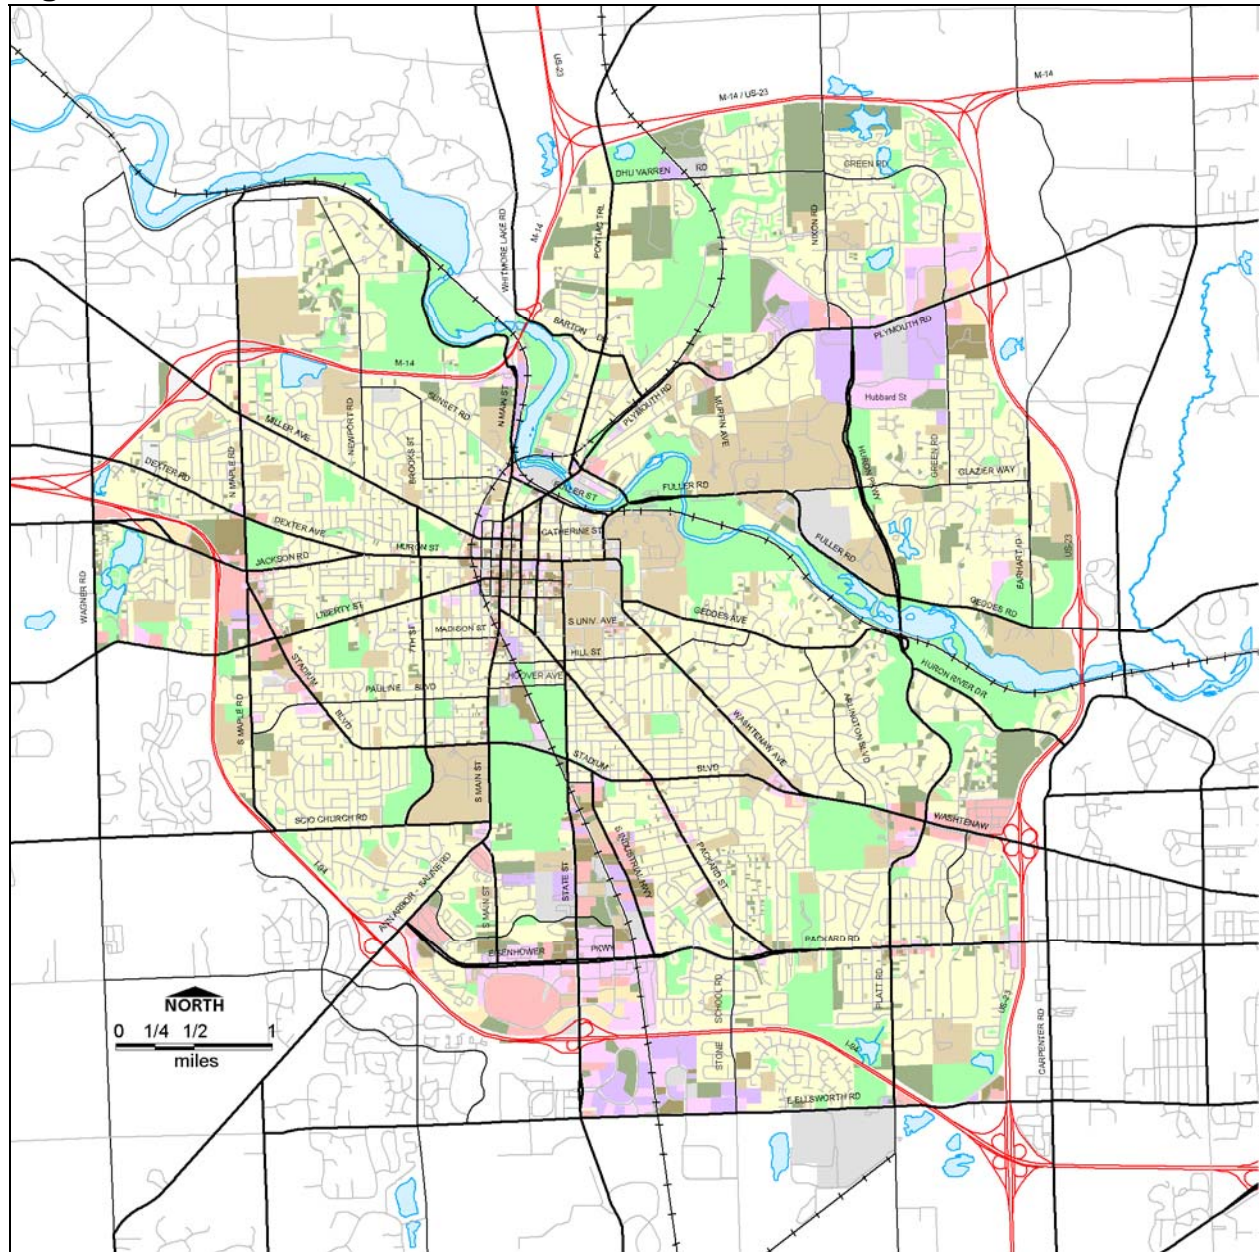 US-23
M-14 / US-23
M-14
DHU VARREN RD
GREEN RD
WHITMORE LAKE RD
M-14
PONTIAC TRL
NIXON RD
BARTON DR
PLYMOUTH RD
M-14
SUNSET RD
N MAIN ST
PLYMOUTH RD
MURFIN AVE
Hubbard St
MILLER AVE
NEWPORT RD
BROOKS ST
HURON PKWY
GREEN RD
GLAZIER WAY
DEXTER RD
N MAPLE RD
FULLER ST
FULLER RD
DEXTER AVE
HURON ST
CATHERINE ST
FULLER RD
EARHART RD
US-23
JACKSON RD
WAGNER RD
LIBERTY ST
7TH ST
MADISON ST
S UNIV. AVE
GEDDES AVE
GEDDES RD
HILL ST
HOOVER AVE
HURON RIVER DR
STADIUM
BLVD
PAULINE BLVD
S MAPLE RD
WASHTENAW AVE
ARLINGTON BLVD
STADIUM
BLVD
S MAIN ST
SCIO CHURCH RD
WASHTENAW
I-94
ANN ARBOR - SALINE RD
S MAIN ST
STATE ST
S INDUSTRIAL HWY
PACKARD ST
EISENHOWER PKWY
PACKARD RD
PLATT RD
STONE SCHOOL RD
US-23
CARPENTER RD
I-94
E ELLSWORTH RD
NORTH
0 1/4 1/2 1
miles